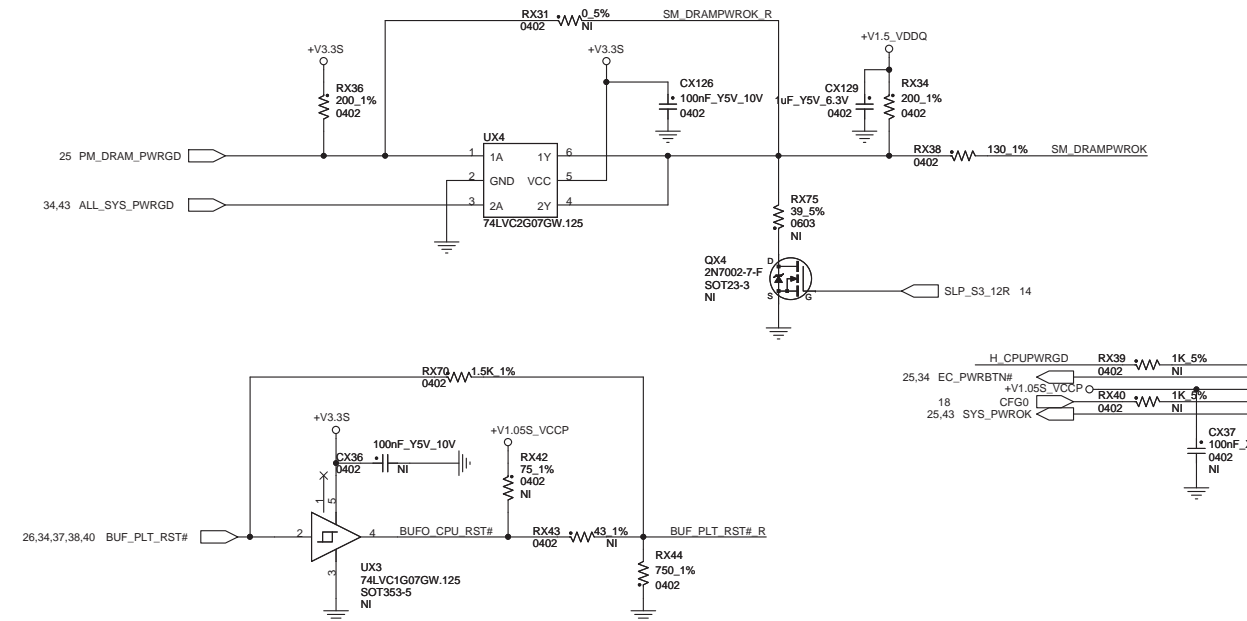 RX31 0_5% SM_DRAMPWROK_R
0402 NI
+V3.3S
+V3.3S
+V1.5_VDDQ
RX36
200_1%
0402
CX126
100nF_Y5V_10V
0402
CX129
1uF_Y5V_6.3V
0402
RX34
200_1%
0402
UX4
25 PM_DRAM_PWRGD
1 1A 1Y 6
2 GND VCC 5
3 2A 2Y 4
74LVC2G07GW.125
34,43 ALL_SYS_PWRGD
RX38 130_1% SM_DRAMPWROK
0402
RX75
39_5%
0603
NI
QX4
2N7002-7-F
SOT23-3
NI
D
S G
SLP_S3_12R 14
H_CPUPWRGD RX39 1K_5%
0402 NI
25,34 EC_PWRBTN#
+V1.05S_VCCP
18 CFG0 RX40 1K_5%
0402 NI
25,43 SYS_PWROK
CX37
0402
NI
RX70 1.5K_1%
0402
+V3.3S
CX36 100nF_Y5V_10V
0402 NI
+V1.05S_VCCP
RX42
75_1%
0402
NI
26,34,37,38,40 BUF_PLT_RST#
1 5
2 4
3
BUFO_CPU_RST#
RX43 43_1%
0402 NI
BUF_PLT_RST#_R
UX3
74LVC1G07GW.125
SOT353-5
NI
RX44
750_1%
0402